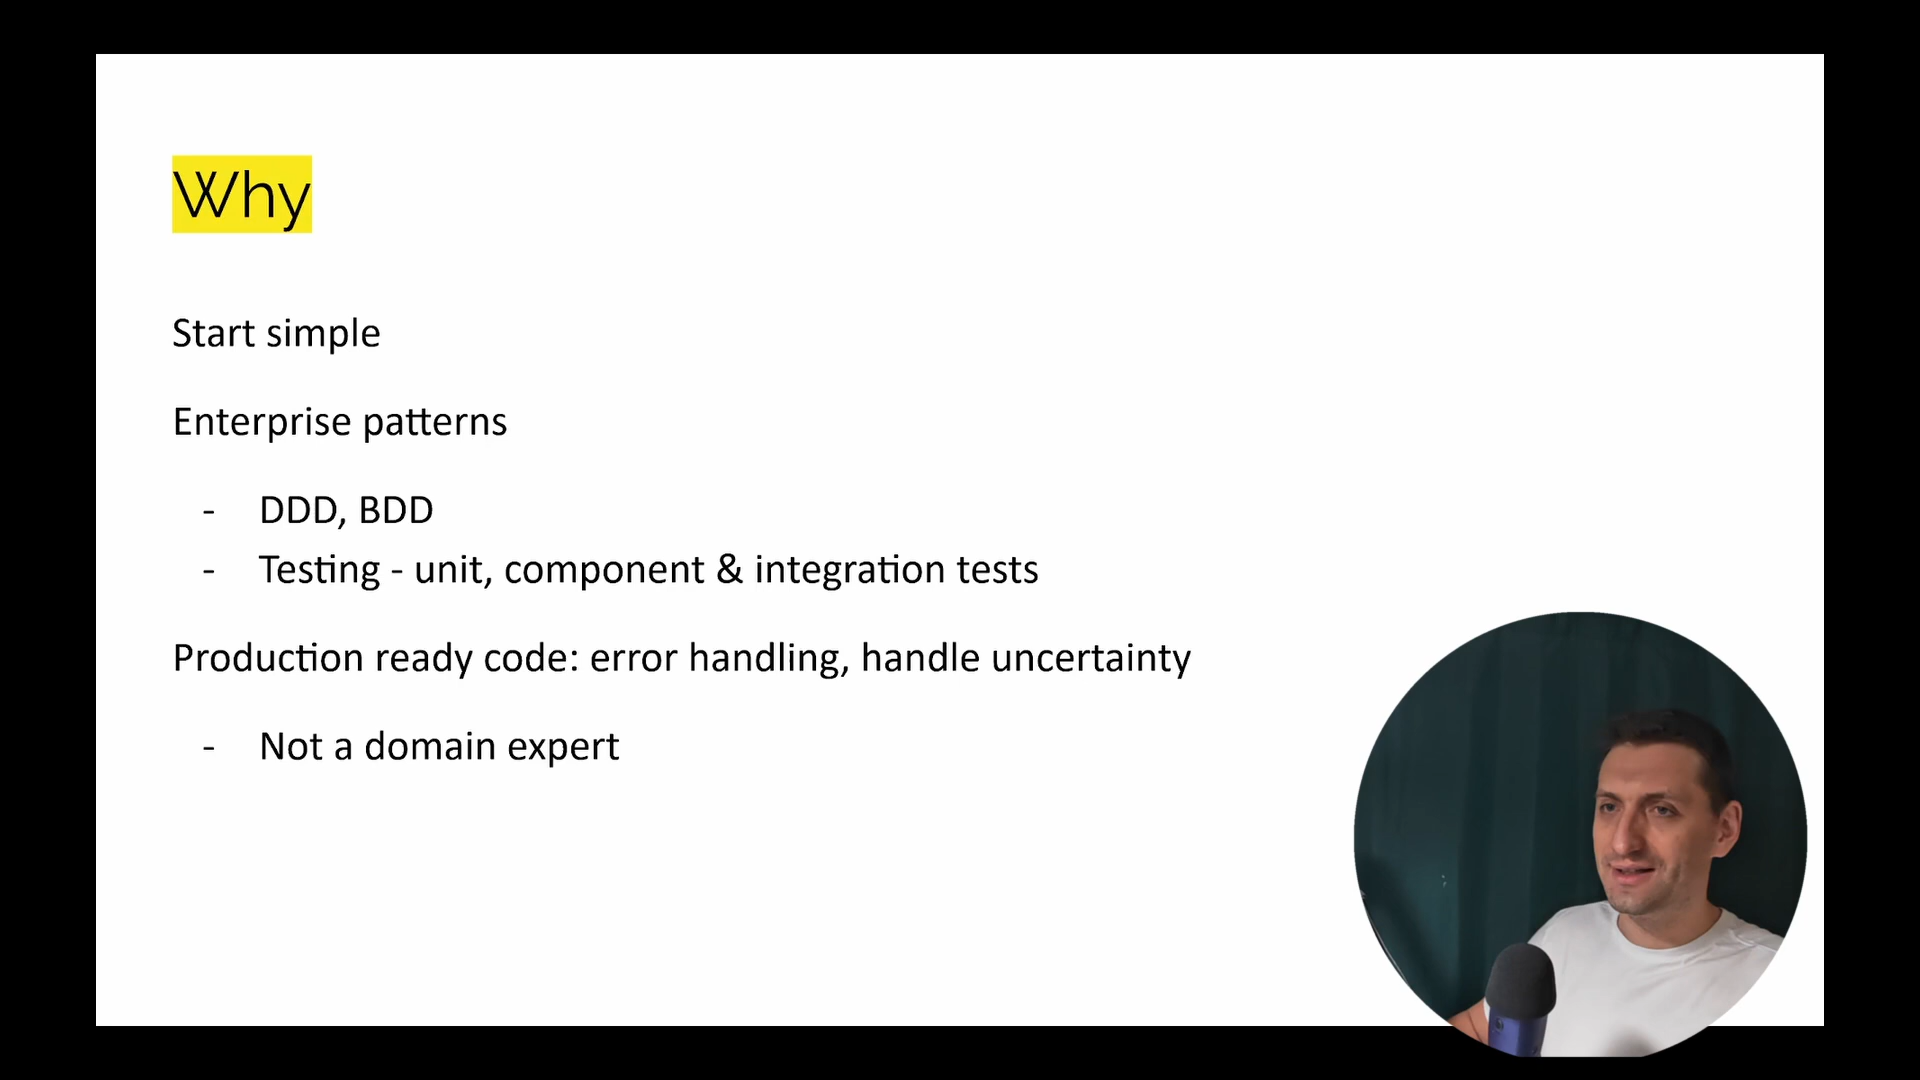 Why
Start simple
Enterprise patterns
- DDD, BDD
- Testing - unit, component & integration tests
Production ready code: error handling, handle uncertainty
- Not a domain expert